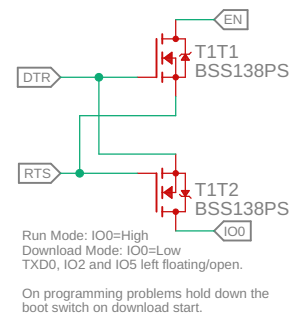 EN
T1T1
BSS138PS
DTR
RTS
T1T2
BSS138PS
IO0
Run Mode: IO0=High
Download Mode: IO0=Low
TXD0, IO2 and IO5 left floating/open.
On programming problems hold down the
boot switch on download start.